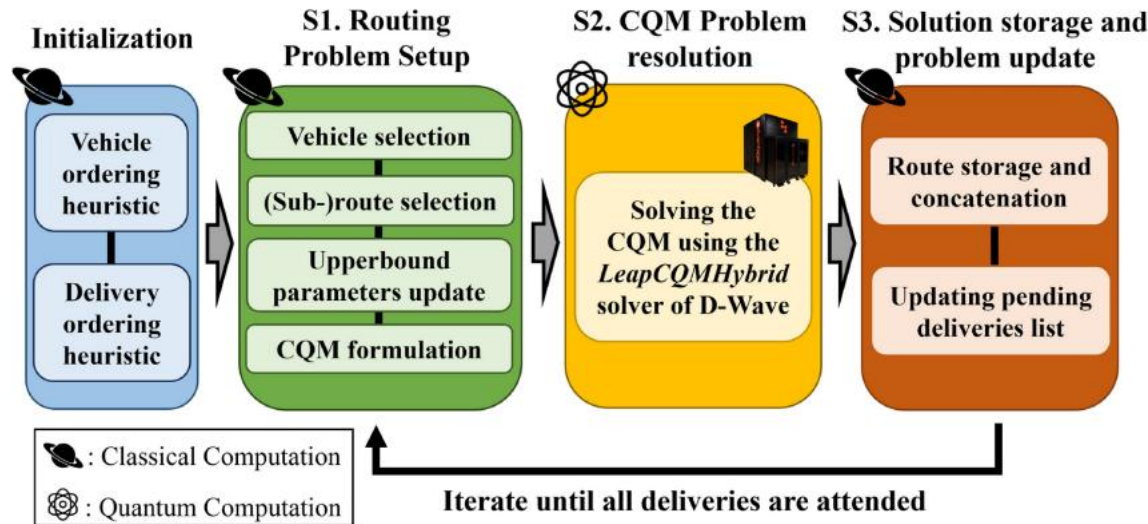 Initialization
Vehicle
ordering
heuristic
Delivery
ordering
heuristic
S1. Routing
Problem Setup
Vehicle selection
(Sub-)route selection
Upperbound
parameters update
CQM formulation
S2. CQM Problem
resolution
Solving the
CQM using the
LeapCQMHybrid
solver of D-Wave
S3. Solution storage and
problem update
Route storage and
concatenation
Updating pending
deliveries list
: Classical Computation
: Quantum Computation
Iterate until all deliveries are attended